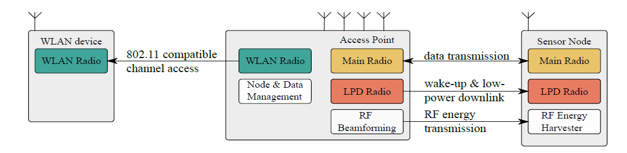 WLAN device
WLAN Radio
802.11 compatible
channel access
Access Point
WLAN Radio
Main Radio
Node & Data
Management
LPD Radio
RF
Beamforming
data transmission
wake-up & low-
power downlink
RF energy
transmission
Sensor Node
Main Radio
LPD Radio
RF Energy
Harvester